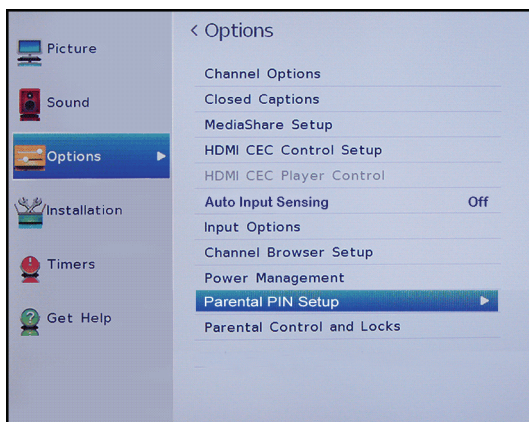 Picture
Sound
Options
Installation
Timers
Get Help
< Options
Channel Options
Closed Captions
MediaShare Setup
HDMI CEC Control Setup
HDMI CEC Player Control
Auto Input Sensing Off
Input Options
Channel Browser Setup
Power Management
Parental PIN Setup
Parental Control and Locks